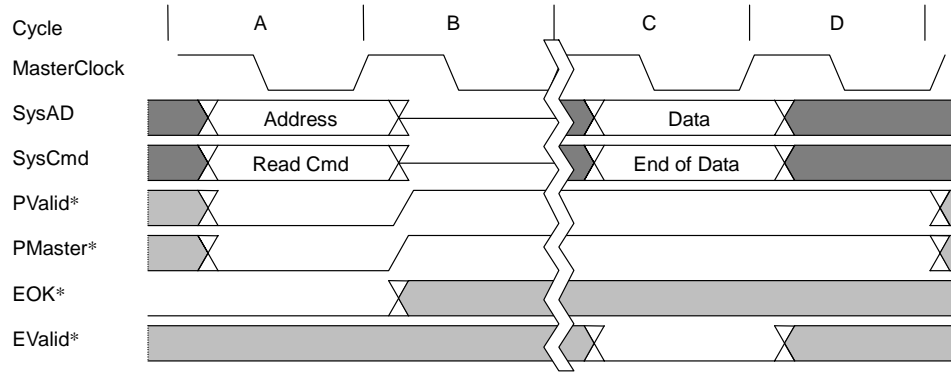 Cycle A B C D
MasterClock
SysAD Address Data
SysCmd Read Cmd End of Data
PValid*
PMaster*
EOK*
EValid*